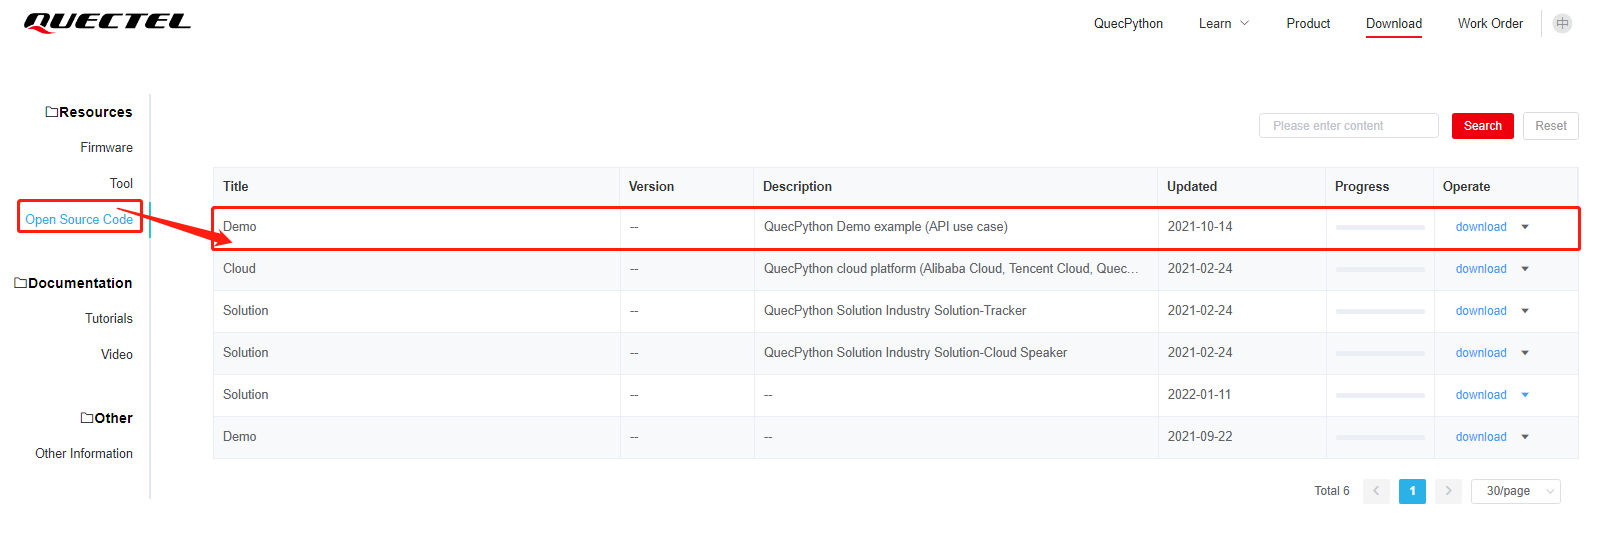 QUECTEL
QuecPython Learn Product Download Work Order 中
Resources
Firmware
Tool
Open Source Code
Documentation
Tutorials
Video
Other
Other Information
Please enter content Search Reset
Title Version Description Updated Progress Operate
Demo -- QuecPython Demo example (API use case) 2021-10-14 download
Cloud -- QuecPython cloud platform (Alibaba Cloud, Tencent Cloud, Quec... 2021-02-24 download
Solution -- QuecPython Solution Industry Solution-Tracker 2021-02-24 download
Solution -- QuecPython Solution Industry Solution-Cloud Speaker 2021-02-24 download
Solution -- -- 2022-01-11 download
Demo -- -- 2021-09-22 download
Total 6 < 1 > 30/page